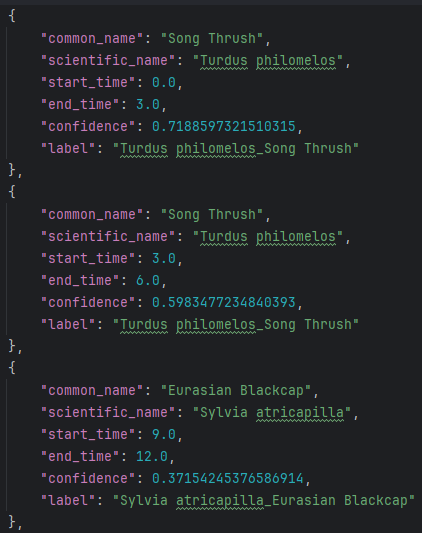 {
"common_name": "Song Thrush",
"scientific_name": "Turdus philomelos",
"start_time": 0.0,
"end_time": 3.0,
"confidence": 0.7188597321510315,
"label": "Turdus philomelos_Song Thrush"
},
{
"common_name": "Song Thrush",
"scientific_name": "Turdus philomelos",
"start_time": 3.0,
"end_time": 6.0,
"confidence": 0.5983477234840393,
"label": "Turdus philomelos_Song Thrush"
},
{
"common_name": "Eurasian Blackcap",
"scientific_name": "Sylvia atricapilla",
"start_time": 9.0,
"end_time": 12.0,
"confidence": 0.37154245376586914,
"label": "Sylvia atricapilla_Eurasian Blackcap"
},